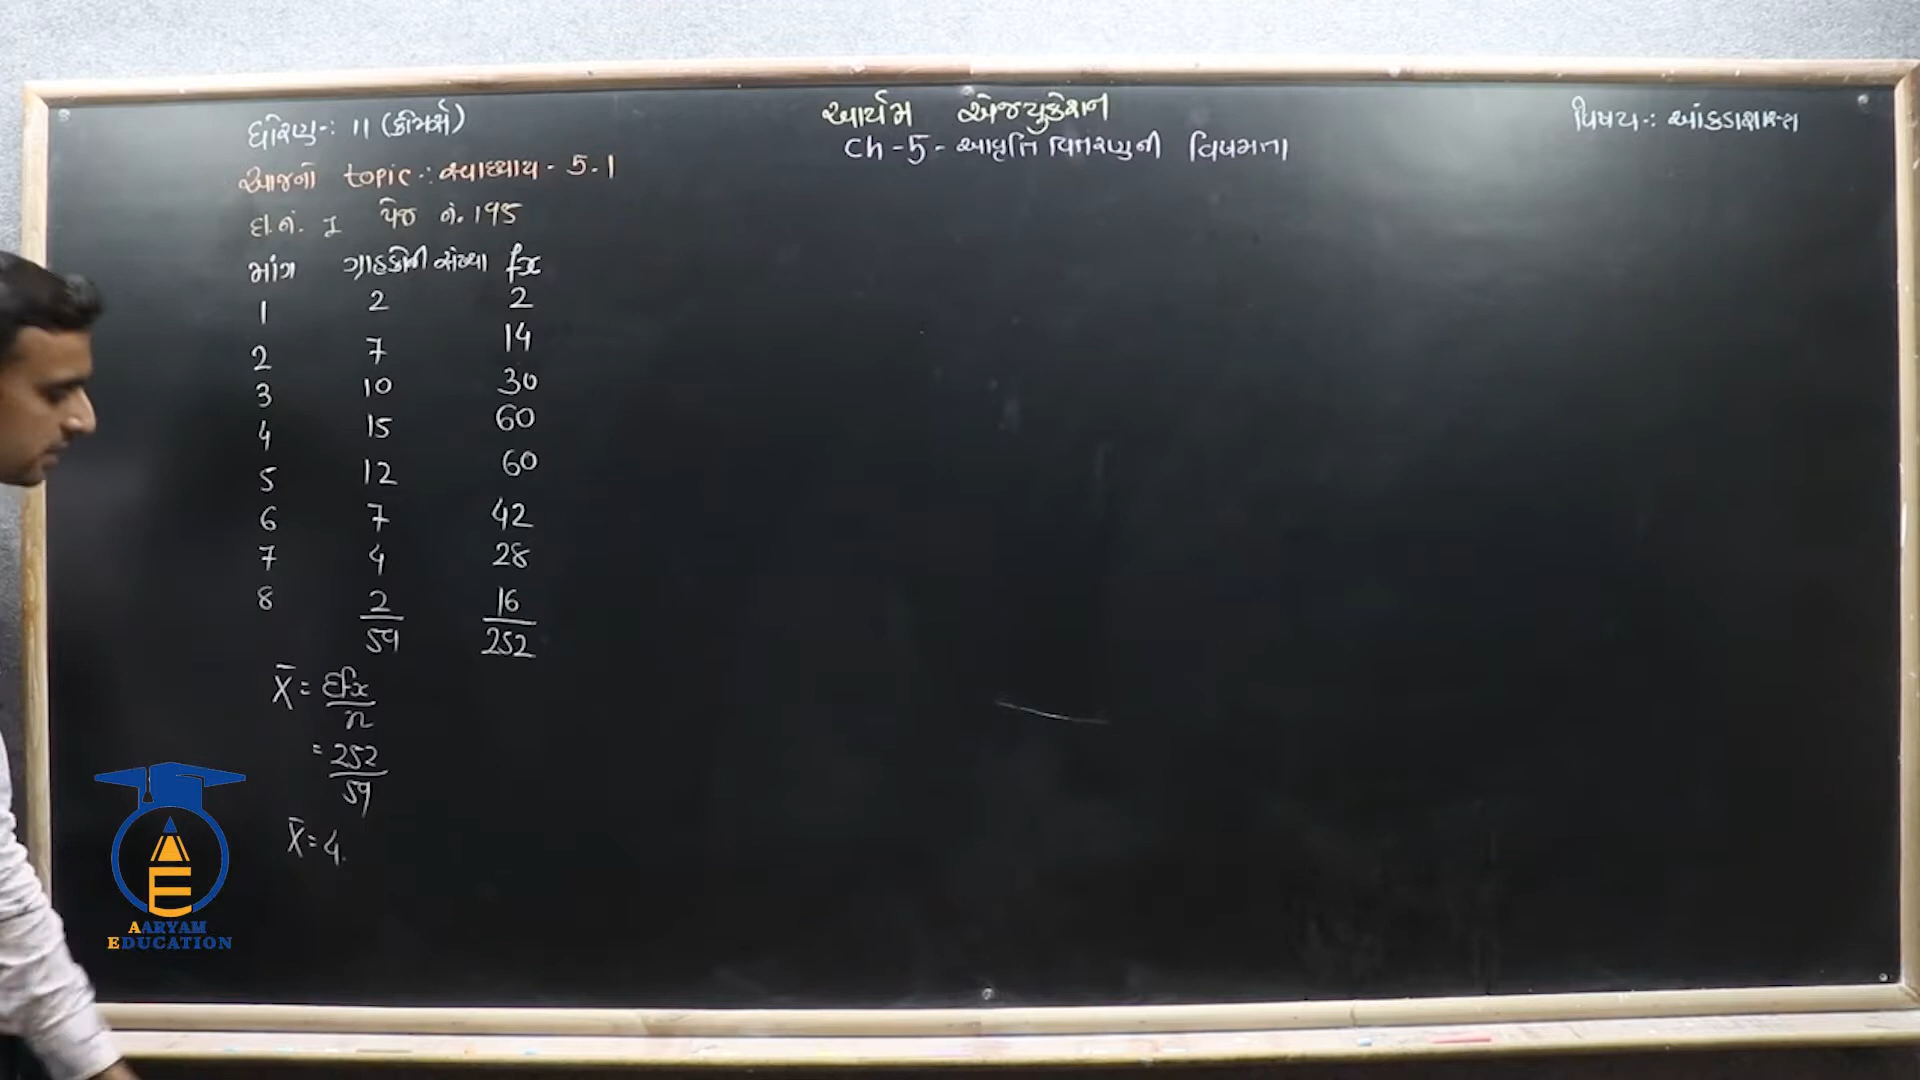 ધોરણ-: 11 (કોમર્સ)
આર્યમ એજ્યુકેશન
વિષય-: આંકડાશાસ્ત્ર
Ch - 5 - આવૃત્તિ વિતરણની વિષમતા
આજનો topic-: સ્વાધ્યાય - 5.1
દા.નં. 1 પેજ નં. 195
માંગ ગ્રાહકોની સંખ્યા fx
1 2 2
2 7 14
3 10 30
4 15 60
5 12 60
6 7 42
7 4 28
8 2 16
59 252
x̄ = Σfx/n
= 252/59
x̄ = 4.
AARYAM
EDUCATION